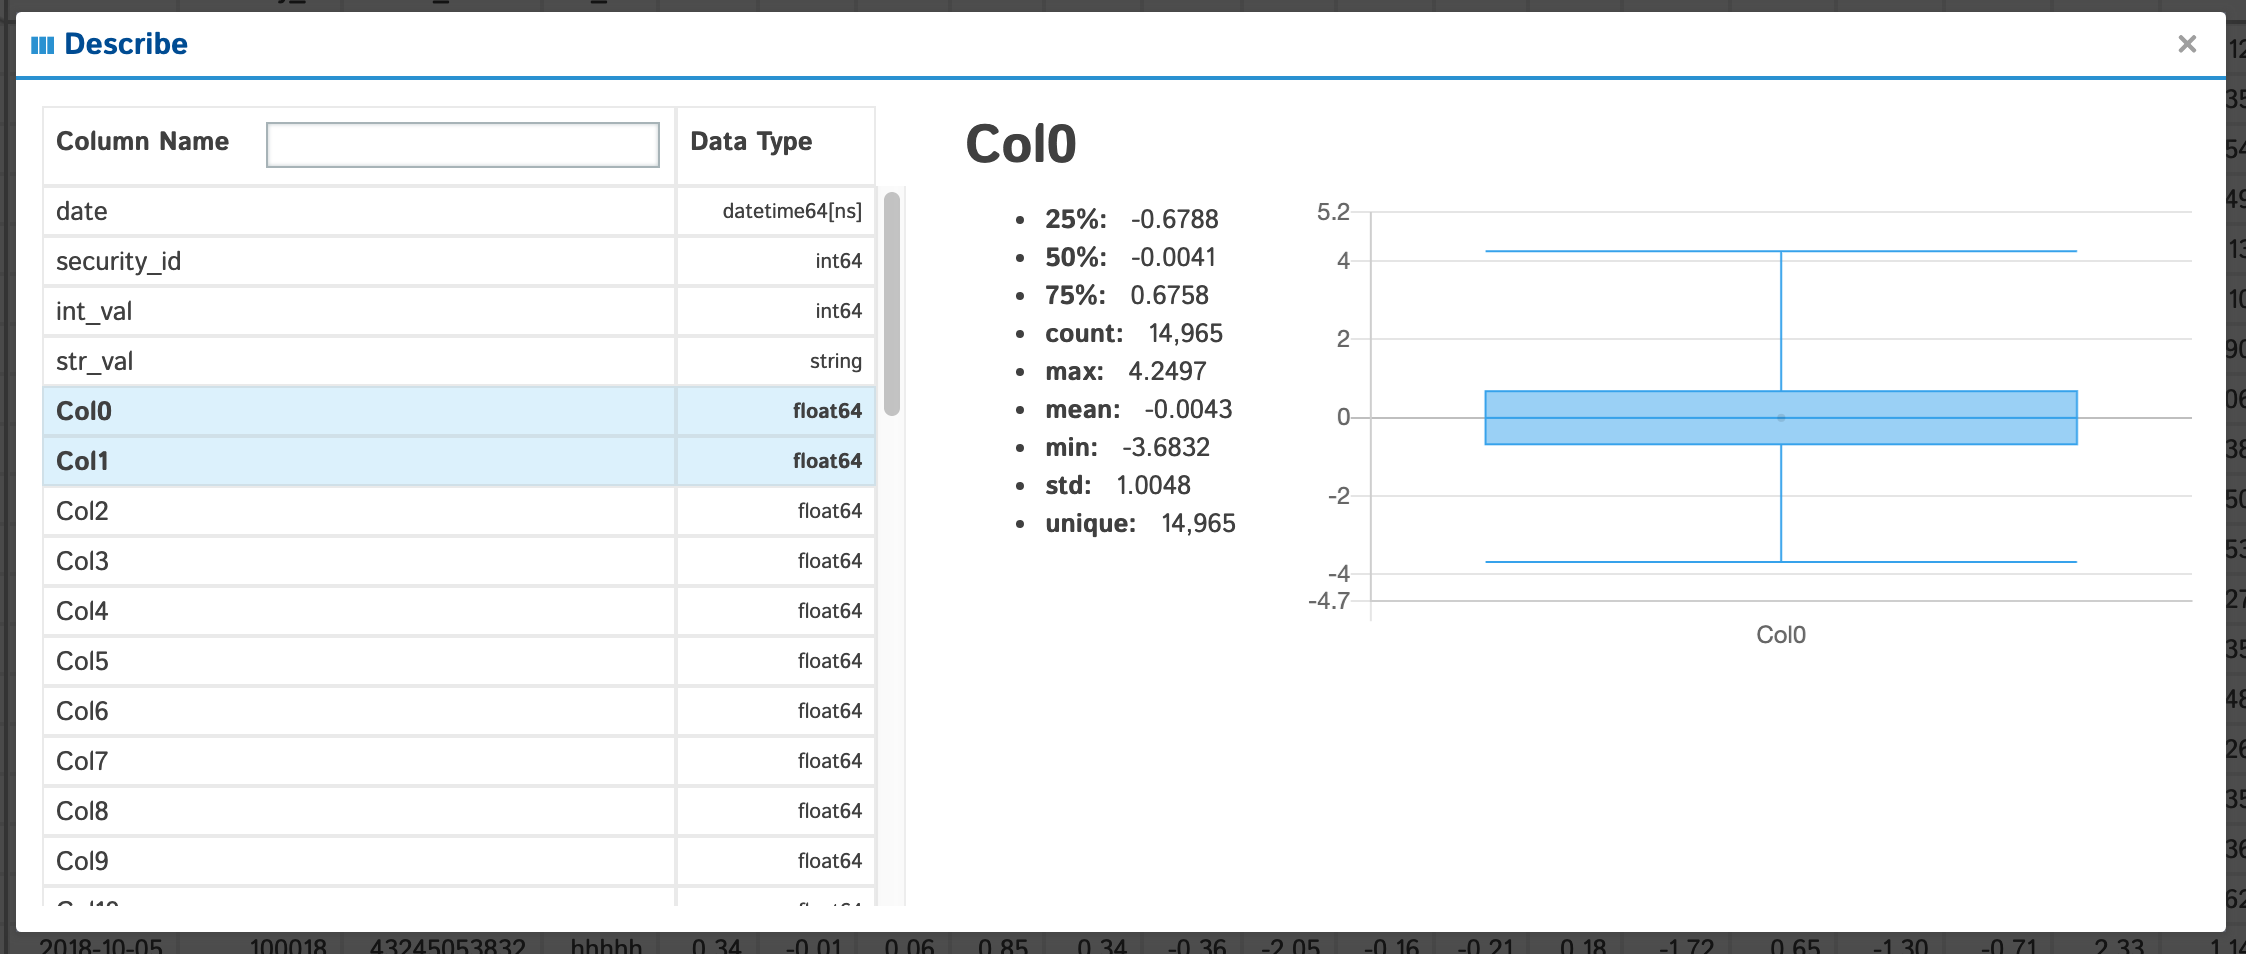 Describe
×
Column Name Data Type
date datetime64[ns]
security_id int64
int_val int64
str_val string
Col0 float64
Col1 float64
Col2 float64
Col3 float64
Col4 float64
Col5 float64
Col6 float64
Col7 float64
Col8 float64
Col9 float64
Col0
• 25%: -0.6788
• 50%: -0.0041
• 75%: 0.6758
• count: 14,965
• max: 4.2497
• mean: -0.0043
• min: -3.6832
• std: 1.0048
• unique: 14,965
5.2
4
2
0
-2
-4
-4.7
Col0
2018-10-05 100018 43245053832 hhhhh 0.34 -0.01 0.06 0.85 0.34 -0.36 -2.05 -0.16 -0.21 0.18 -1.72 0.65 -1.30 -0.71 2.33